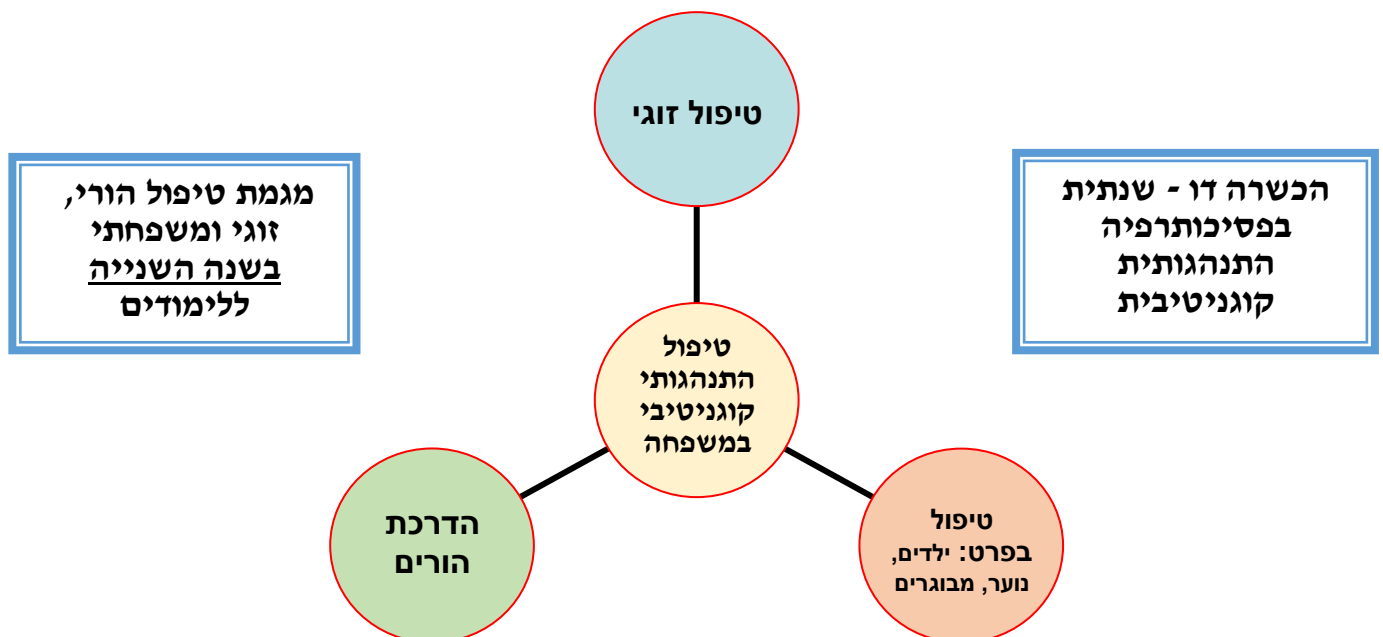 טיפול זוגי
הכשרה דו - שנתית
בפסיכותרפיה
התנהגותית
קוגניטיבית
מגמת טיפול הורי,
זוגי ומשפחתי
בשנה השנייה
ללימודים
טיפול
התנהגותי
קוגניטיבי
במשפחה
טיפול
בפרט: ילדים,
נוער, מבוגרים
הדרכת
הורים